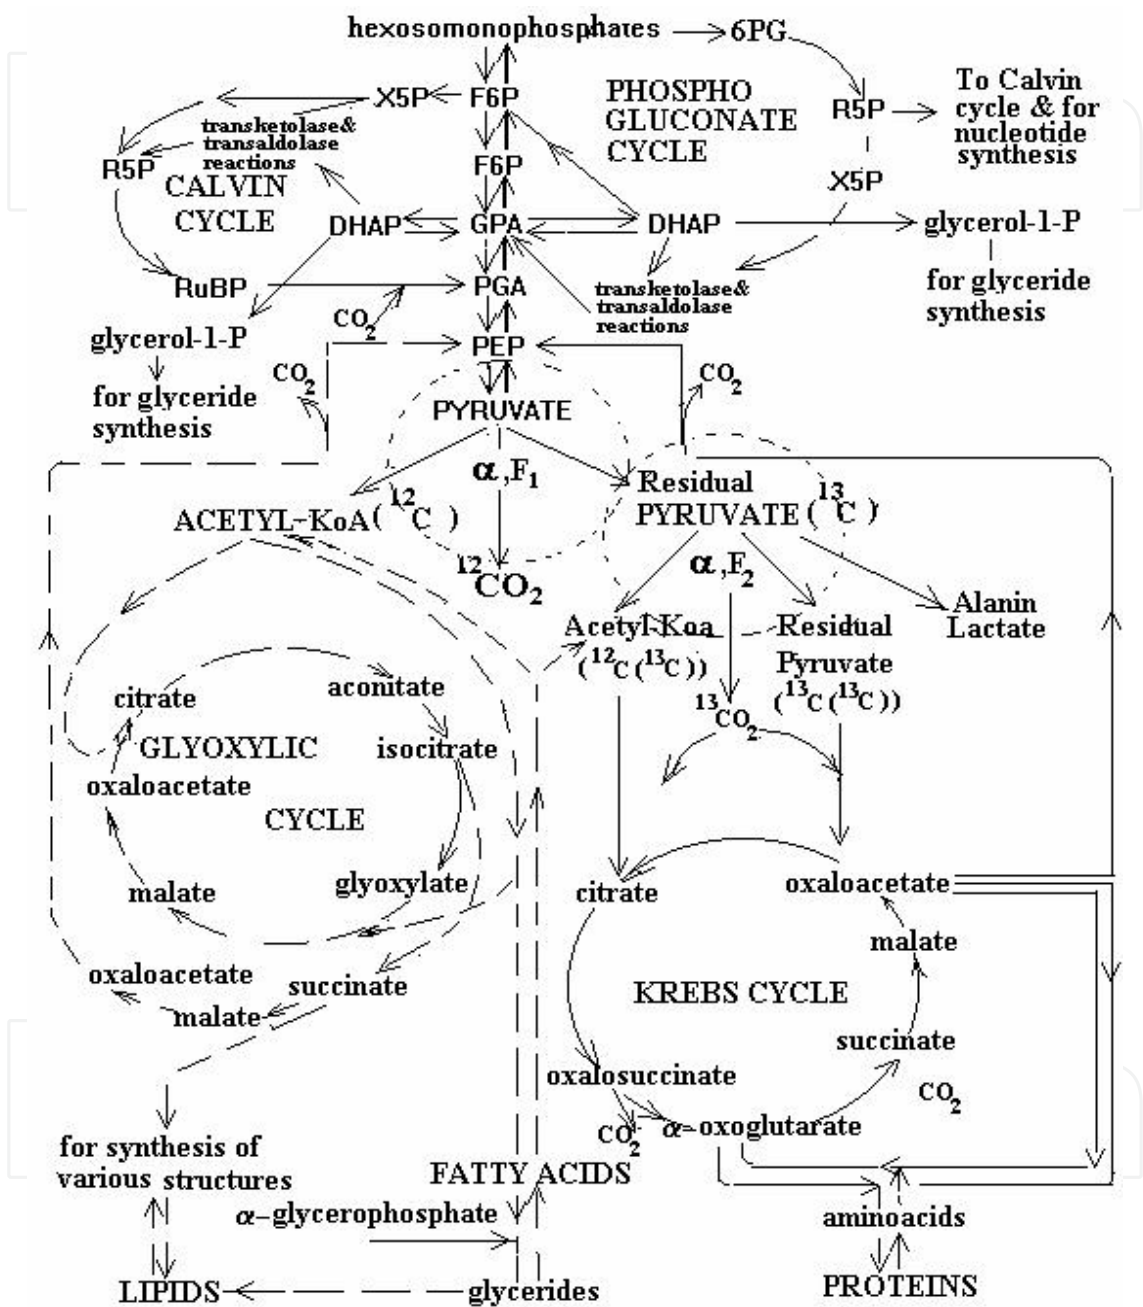 hexosomonophosphates
6PG
X5P
F6P
PHOSPHO
GLUCONATE
CYCLE
R5P
To Calvin
cycle & for
nucleotide
synthesis
transketolase&
transaldolase
reactions
R5P
CALVIN
CYCLE
F6P
X5P
DHAP
GPA
DHAP
glycerol-1-P
RuBP
PGA
transketolase&
transaldolase
reactions
for glyceride
synthesis
CO2
glycerol-1-P
PEP
CO2
CO2
for glyceride
synthesis
PYRUVATE
α,F1
Residual
PYRUVATE (13C)
ACETYL-KoA(12C)
α,F2
12CO2
Alanin
Lactate
Acetyl-Koa
(12C(13C))
Residual
Pyruvate
(13C(13C))
aconitate
citrate
13CO2
GLYOXYLIC
isocitrate
oxaloacetate
CYCLE
glyoxylate
malate
citrate
oxaloacetate
malate
oxaloacetate
succinate
KREBS CYCLE
malate
succinate
oxalosuccinate
CO2
CO2
α-oxoglutarate
for synthesis of
various structures
FATTY ACIDS
α-glycerophosphate
aminoacids
LIPIDS
glycerides
PROTEINS